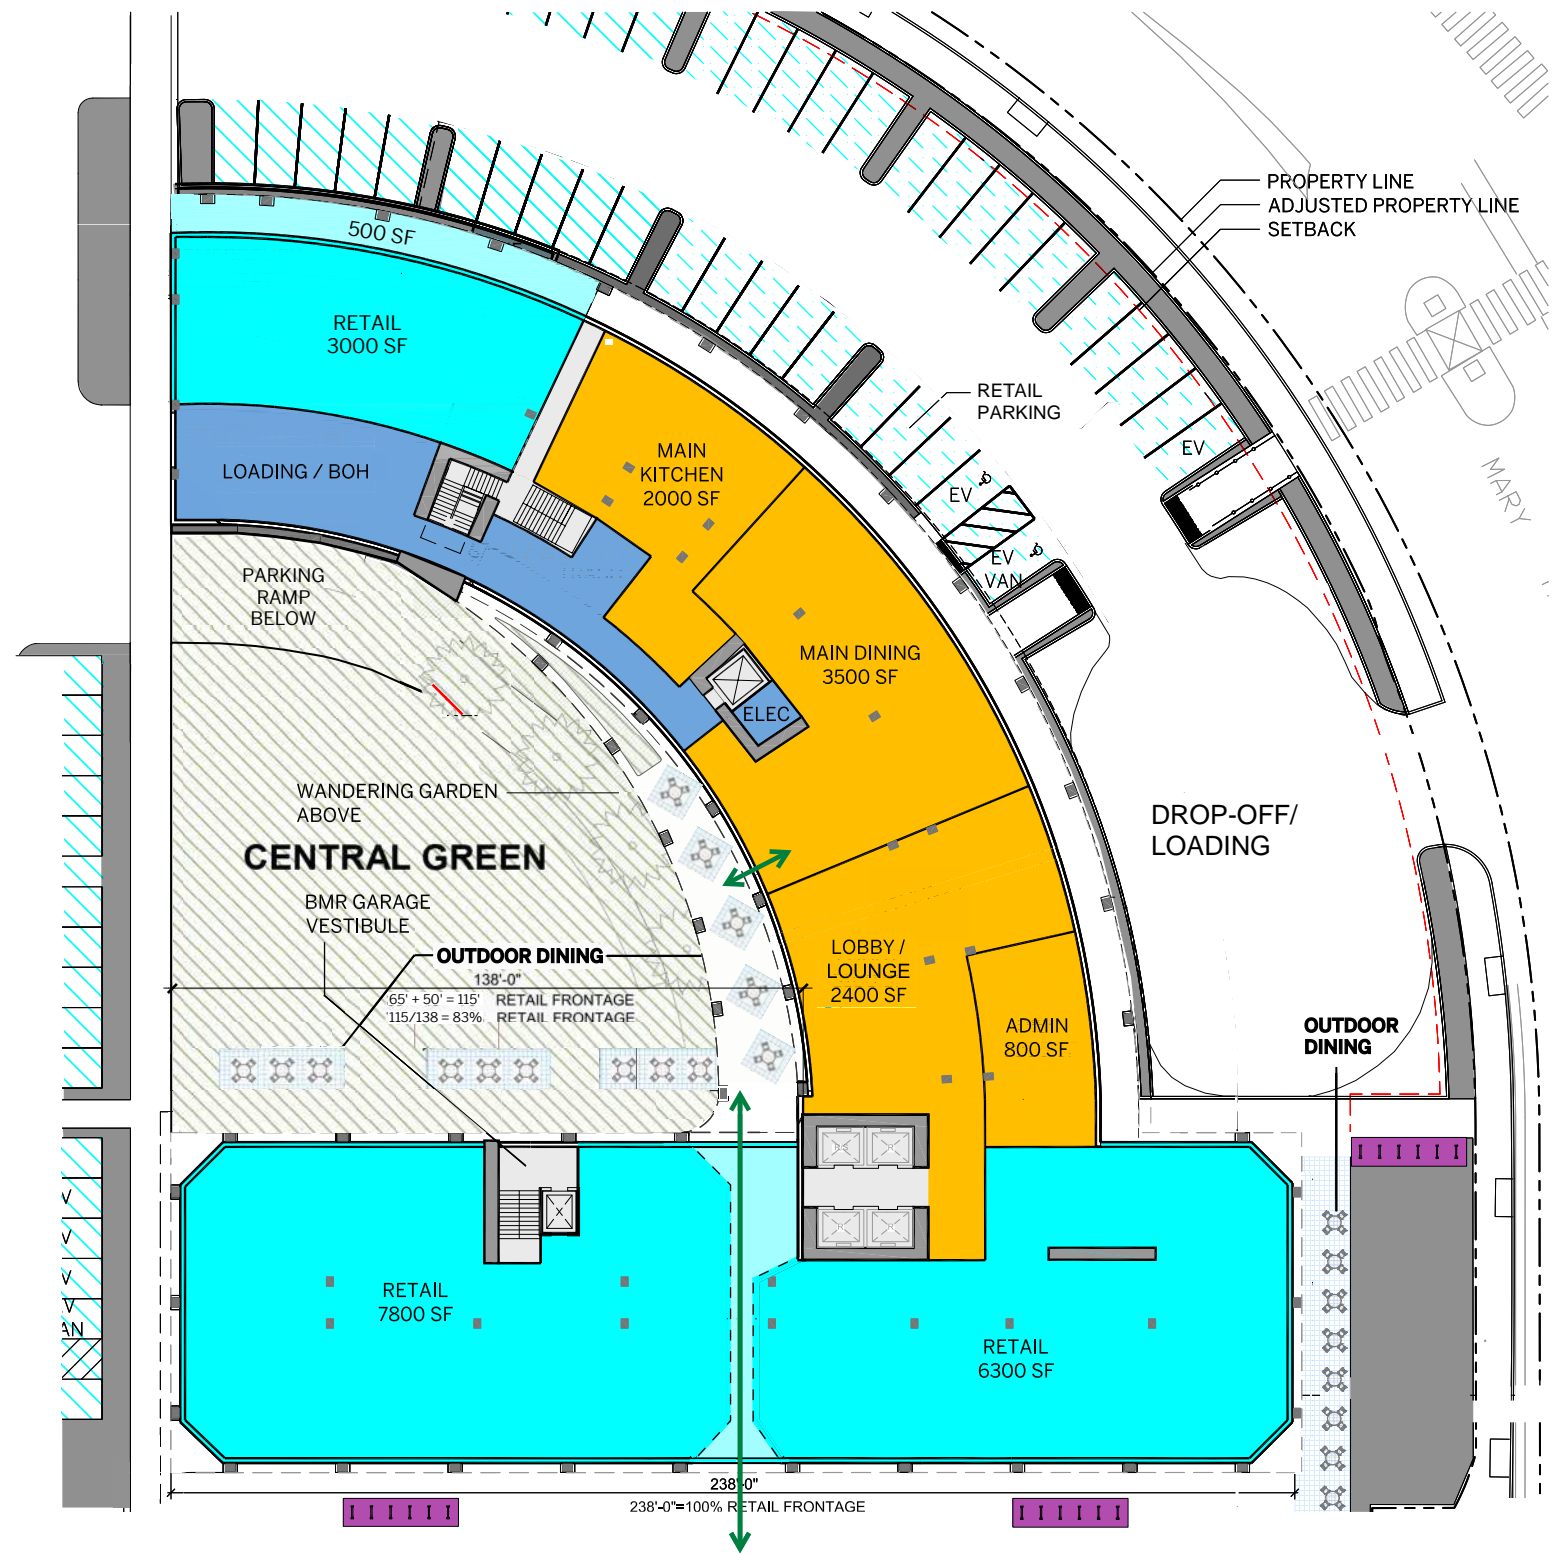 PROPERTY LINE
ADJUSTED PROPERTY LINE
SETBACK
500 SF
RETAIL
3000 SF
RETAIL
PARKING
EV
MAIN
KITCHEN
2000 SF
LOADING / BOH
EV
MARY
EV
VAN
PARKING
RAMP
BELOW
MAIN DINING
3500 SF
ELEC
WANDERING GARDEN
ABOVE
DROP-OFF/
LOADING
CENTRAL GREEN
BMR GARAGE
VESTIBULE
OUTDOOR DINING
LOBBY /
LOUNGE
2400 SF
138'-0"
65' + 50' = 115' RETAIL FRONTAGE
115/138 = 83% RETAIL FRONTAGE
ADMIN
800 SF
OUTDOOR
DINING
V
V
V
V
AN
X
RETAIL
7800 SF
RETAIL
6300 SF
238'-0"
238'-0"=100% RETAIL FRONTAGE